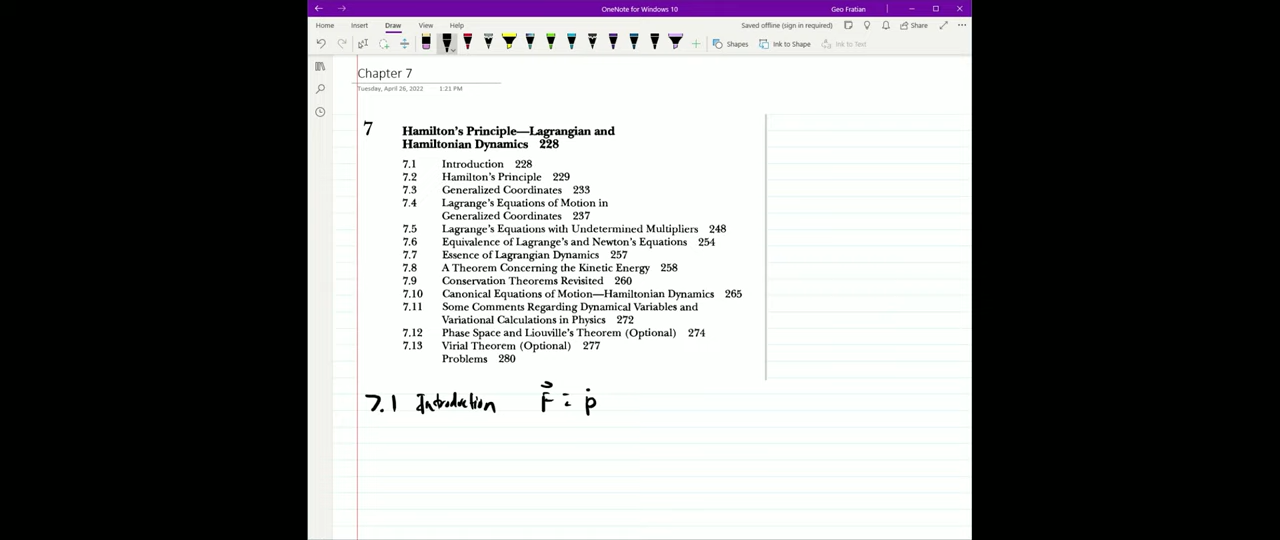 OneNote for Windows 10
Geo Fratian
Home Insert Draw View Help
Saved offline (sign in required)
Share
Shapes
Ink to Shape
Ink to Text
Chapter 7
Tuesday, April 26, 2022 1:21 PM
7 Hamilton's Principle—Lagrangian and
Hamiltonian Dynamics 228
7.1 Introduction 228
7.2 Hamilton's Principle 229
7.3 Generalized Coordinates 233
7.4 Lagrange's Equations of Motion in
Generalized Coordinates 237
7.5 Lagrange's Equations with Undetermined Multipliers 248
7.6 Equivalence of Lagrange's and Newton's Equations 254
7.7 Essence of Lagrangian Dynamics 257
7.8 A Theorem Concerning the Kinetic Energy 258
7.9 Conservation Theorems Revisited 260
7.10 Canonical Equations of Motion—Hamiltonian Dynamics 265
7.11 Some Comments Regarding Dynamical Variables and
Variational Calculations in Physics 272
7.12 Phase Space and Liouville's Theorem (Optional) 274
7.13 Virial Theorem (Optional) 277
Problems 280
7.1 Introduction F⃗ = ṗ